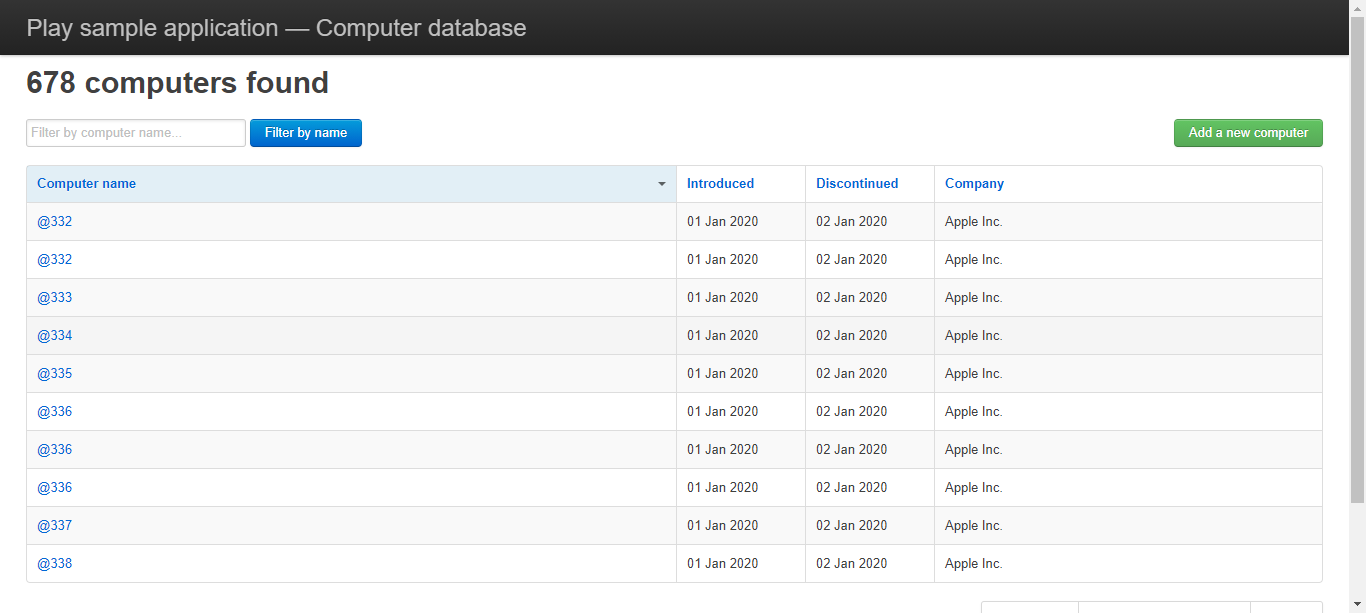 Play sample application — Computer database
678 computers found
Filter by computer name... Filter by name Add a new computer
Computer name Introduced Discontinued Company
@332 01 Jan 2020 02 Jan 2020 Apple Inc.
@332 01 Jan 2020 02 Jan 2020 Apple Inc.
@333 01 Jan 2020 02 Jan 2020 Apple Inc.
@334 01 Jan 2020 02 Jan 2020 Apple Inc.
@335 01 Jan 2020 02 Jan 2020 Apple Inc.
@336 01 Jan 2020 02 Jan 2020 Apple Inc.
@336 01 Jan 2020 02 Jan 2020 Apple Inc.
@336 01 Jan 2020 02 Jan 2020 Apple Inc.
@337 01 Jan 2020 02 Jan 2020 Apple Inc.
@338 01 Jan 2020 02 Jan 2020 Apple Inc.